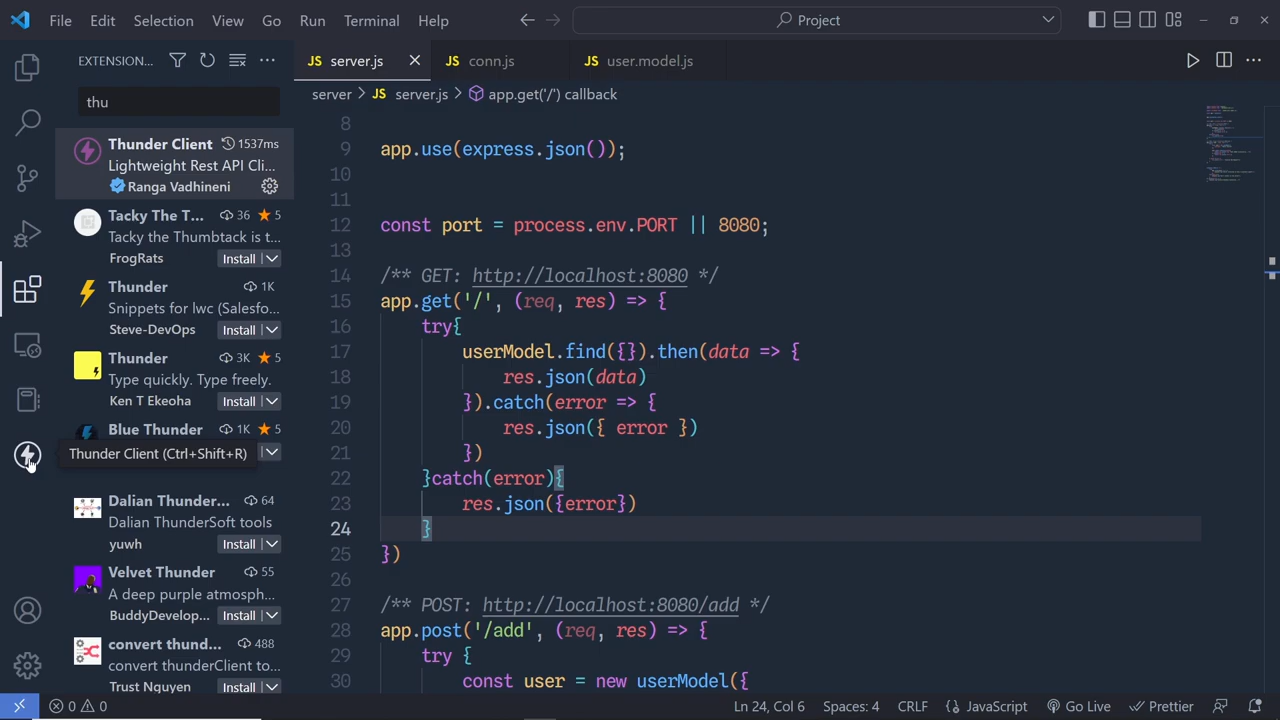 File Edit Selection View Go Run Terminal Help
Project
EXTENSION...
thu
Thunder Client 1537ms
Lightweight Rest API Cli...
Ranga Vadhineni
Tacky The T... 36 5
Tacky the Thumbtack is t...
FrogRats Install
Thunder 1K
Snippets for lwc (Salesfo...
Steve-DevOps Install
Thunder 3K 5
Type quickly. Type freely.
Ken T Ekeoha Install
Blue Thunder 1K 5
Thunder Client (Ctrl+Shift+R)
Dalian Thunder... 64
Dalian ThunderSoft tools
yuwh Install
Velvet Thunder 55
A deep purple atmosph...
BuddyDevelop... Install
convert thund... 488
convert thunderClient to...
Trust Nguyen Install
JS server.js JS conn.js JS user.model.js
server > JS server.js > app.get('/') callback
8
9 app.use(express.json());
10
11
12 const port = process.env.PORT || 8080;
13
14 /** GET: http://localhost:8080 */
15 app.get('/', (req, res) => {
16 try{
17 userModel.find({}).then(data => {
18 res.json(data)
19 }).catch(error => {
20 res.json({ error })
21 })
22 }catch(error){
23 res.json({error})
24 }
25 })
26
27 /** POST: http://localhost:8080/add */
28 app.post('/add', (req, res) => {
29 try {
30 const user = new userModel({
0 0 Ln 24, Col 6 Spaces: 4 CRLF {} JavaScript Go Live Prettier